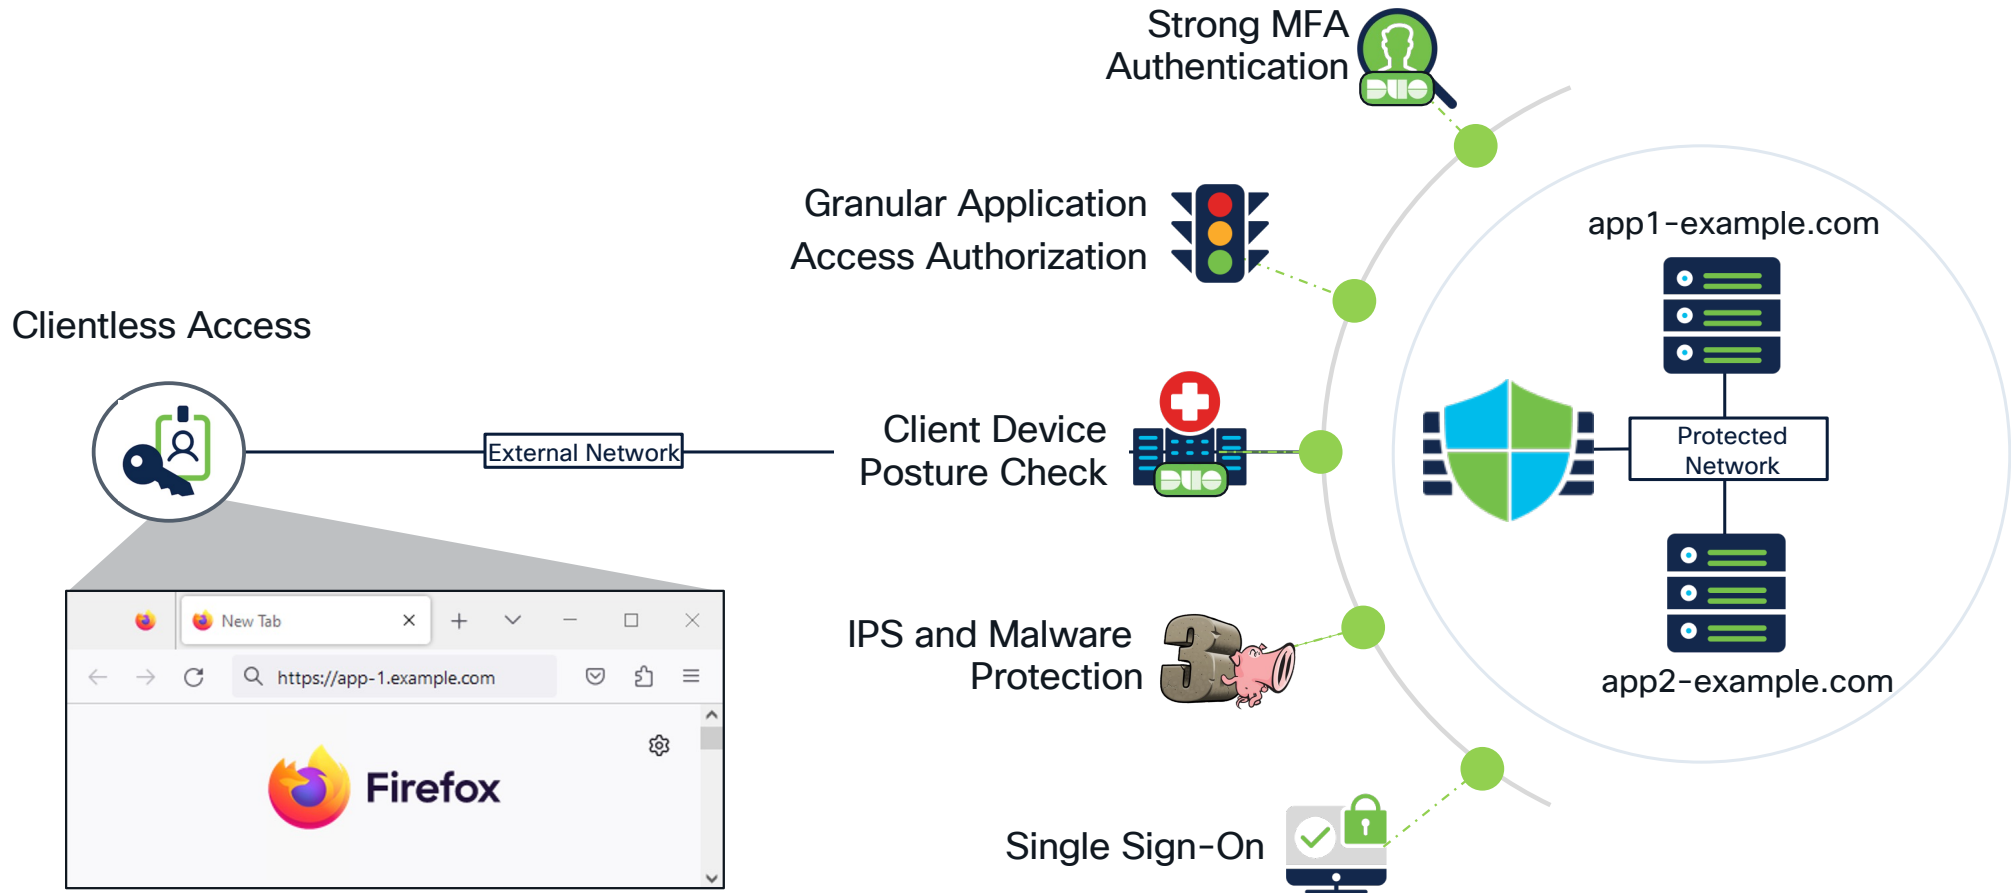 Strong MFA
Authentication
DUO
Granular Application
Access Authorization
app1-example.com
Clientless Access
External Network
Client Device
Posture Check
DUO
Protected
Network
New Tab
https://app-1.example.com
Firefox
IPS and Malware
Protection
3
app2-example.com
Single Sign-On